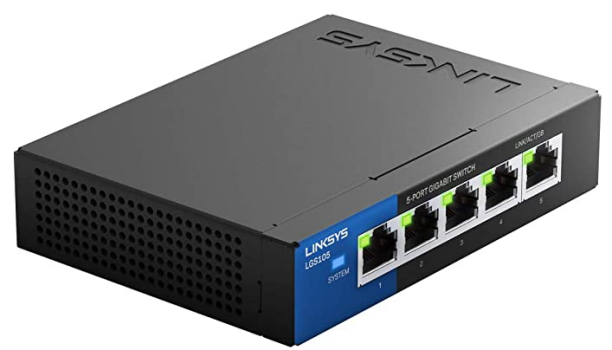 LINKSYS
LINKSYS
LGS105
SYSTEM
5-PORT GIGABIT SWITCH
LINK/ACT/GB
1
2
3
4
5